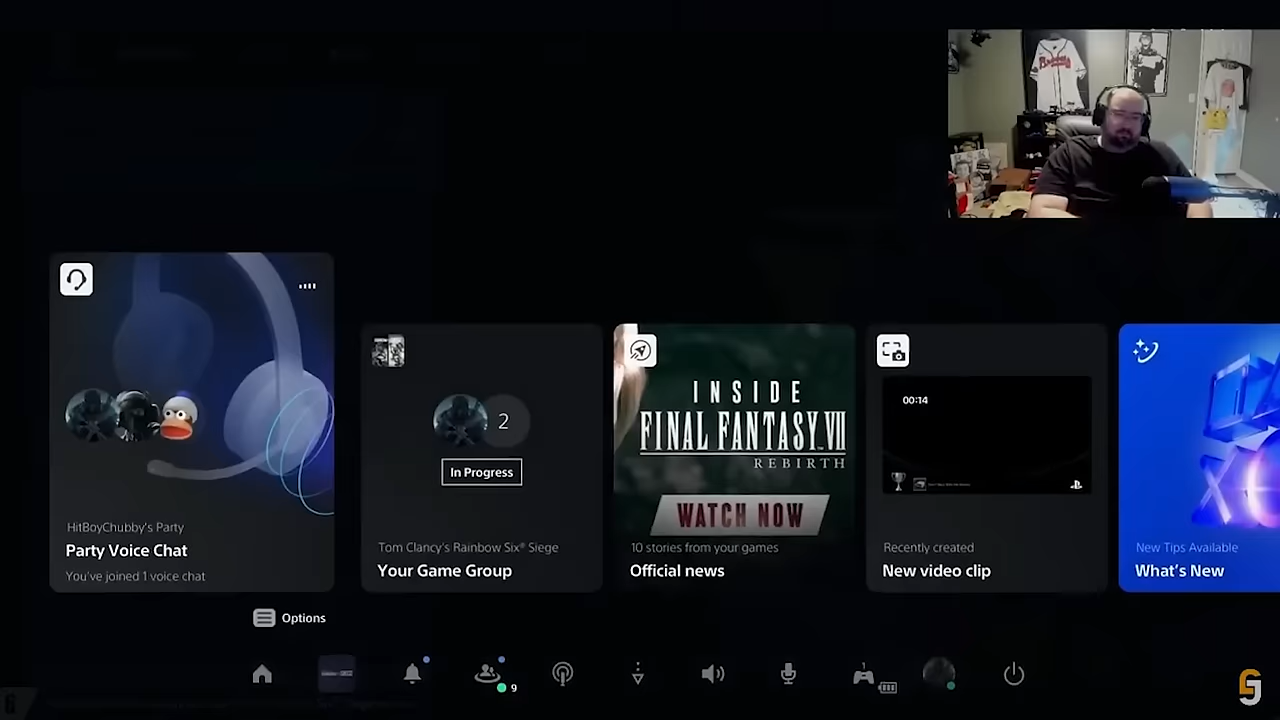 Braves
HitBoyChubby's Party
Party Voice Chat
You've joined 1 voice chat
2
In Progress
Tom Clancy's Rainbow Six® Siege
Your Game Group
INSIDE
FINAL FANTASY VII
REBIRTH
WATCH NOW
10 stories from your games
Official news
00:14
Recently created
New video clip
New Tips Available
What's New
Options
9
1